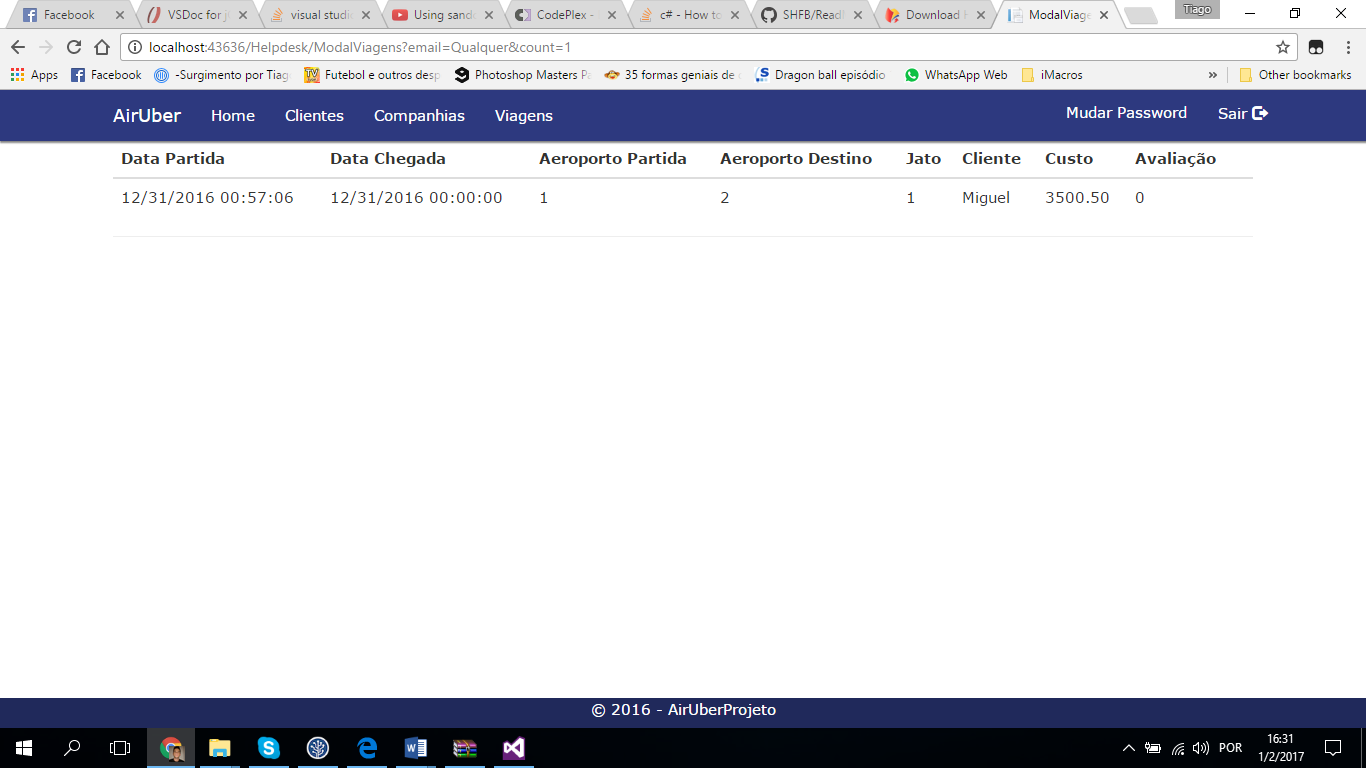 Tiago
Facebook
VSDoc for j
visual studi
Using sand
CodePlex -
c# - How to
SHFB/Read
Download
ModalViage
localhost:43636/Helpdesk/ModalViagens?email=Qualquer&count=1
Apps
Facebook
-Surgimento por Tiag
Futebol e outros desp
Photoshop Masters Pa
35 formas geniais de c
Dragon ball episódio
WhatsApp Web
iMacros
»
Other bookmarks
AirUber Home Clientes Companhias Viagens Mudar Password Sair
Data Partida Data Chegada Aeroporto Partida Aeroporto Destino Jato Cliente Custo Avaliação
12/31/2016 00:57:06 12/31/2016 00:00:00 1 2 1 Miguel 3500.50 0
© 2016 - AirUberProjeto
POR
16:31
1/2/2017